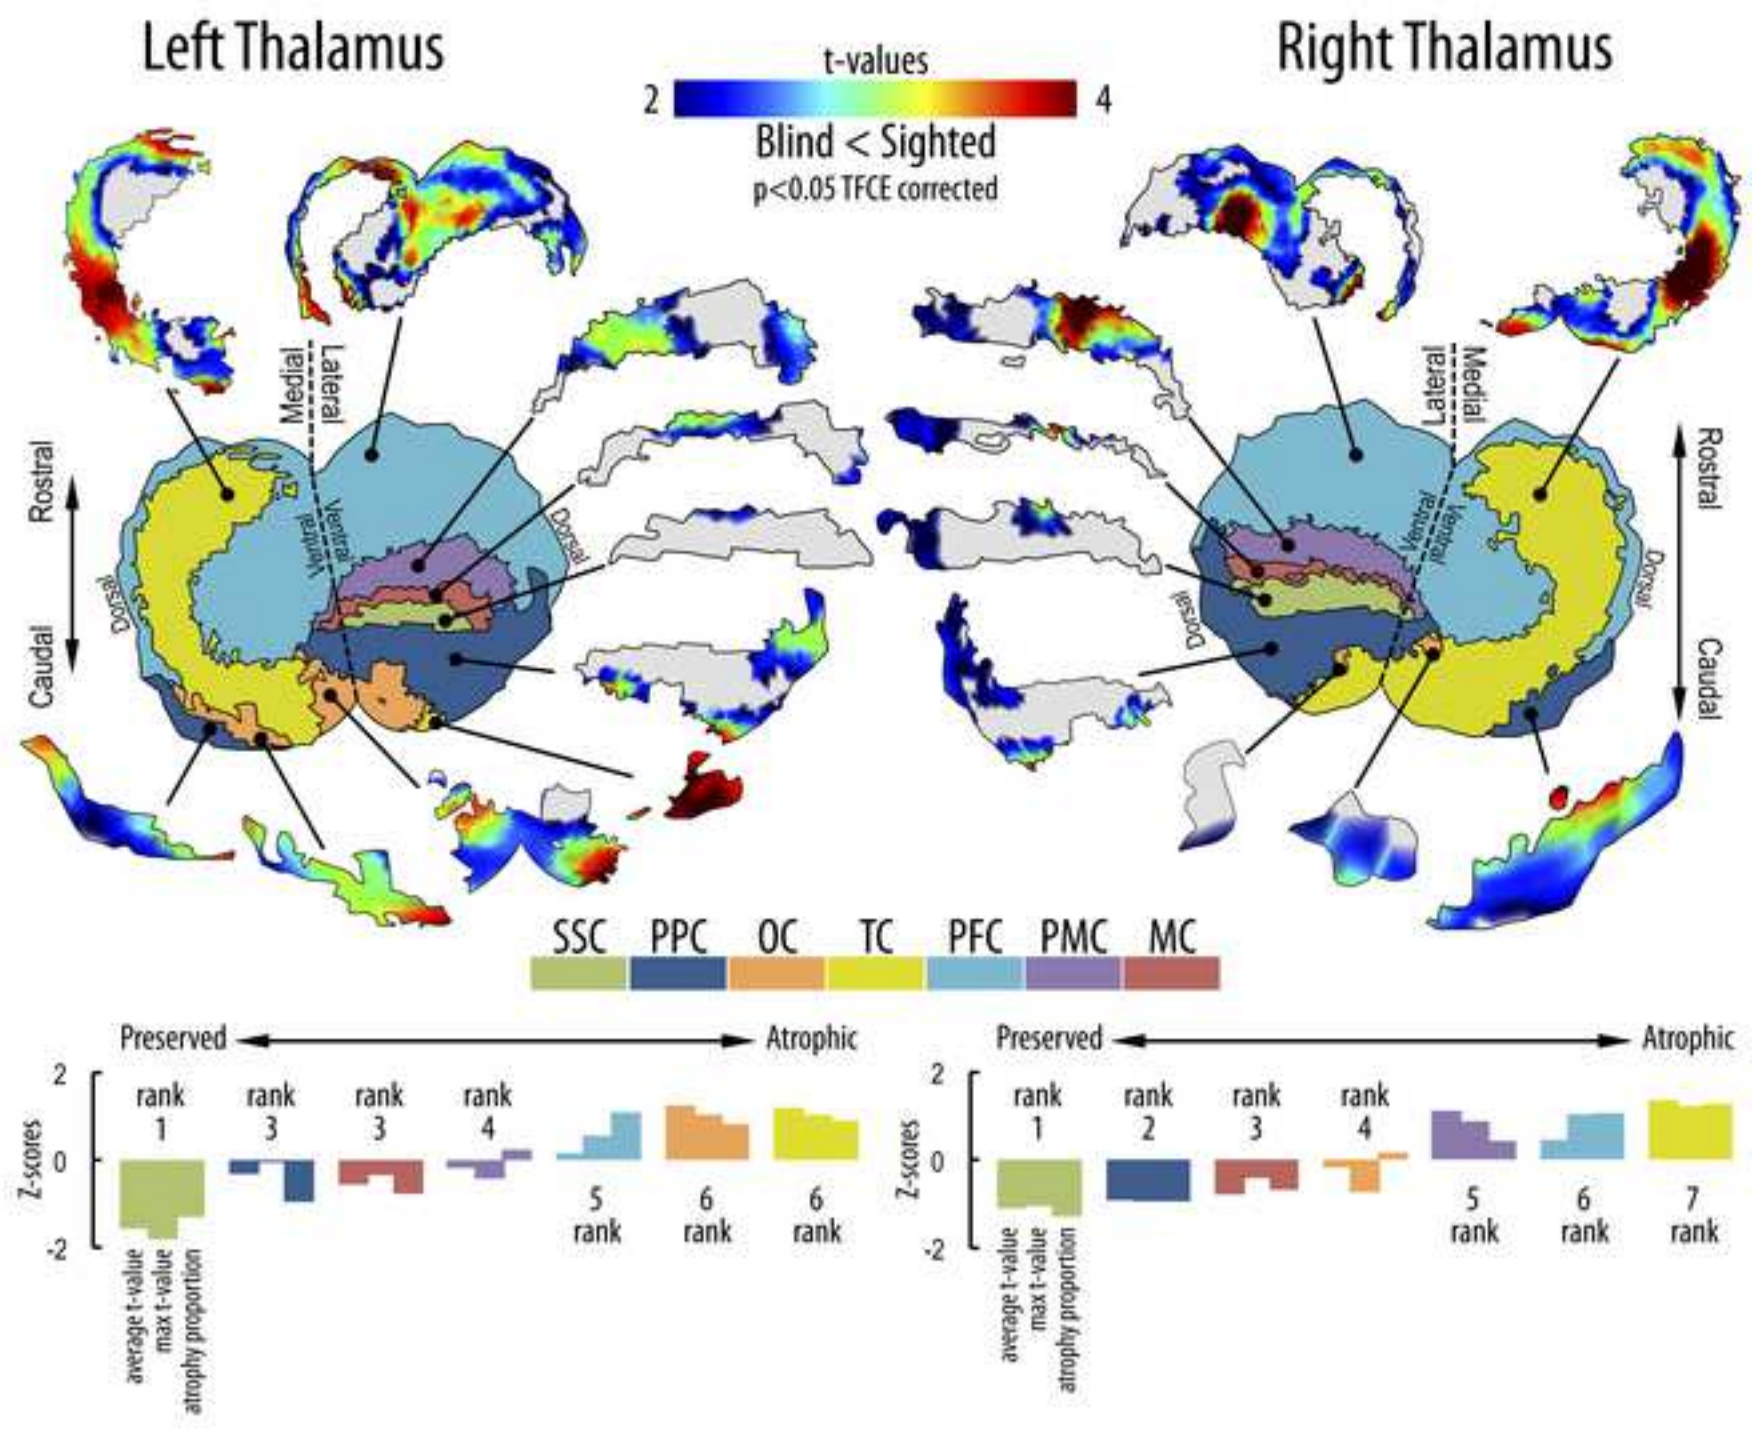 Left Thalamus
Right Thalamus
t-values
2
4
Blind < Sighted
p<0.05 TFCE corrected
Medial
Lateral
Lateral
Medial
Rostral
Caudal
Dorsal
Ventral
Ventral
Dorsal
Dorsal
Ventral
Ventral
Dorsal
Rostral
Caudal
SSC PPC OC TC PFC PMC MC
Preserved
Atrophic
2
0
-2
Z-scores
rank
1
rank
3
rank
3
rank
4
5
rank
6
rank
6
rank
average t-value
max t-value
atrophy proportion
Preserved
Atrophic
2
0
-2
Z-scores
rank
1
rank
2
rank
3
rank
4
5
rank
6
rank
7
rank
average t-value
max t-value
atrophy proportion